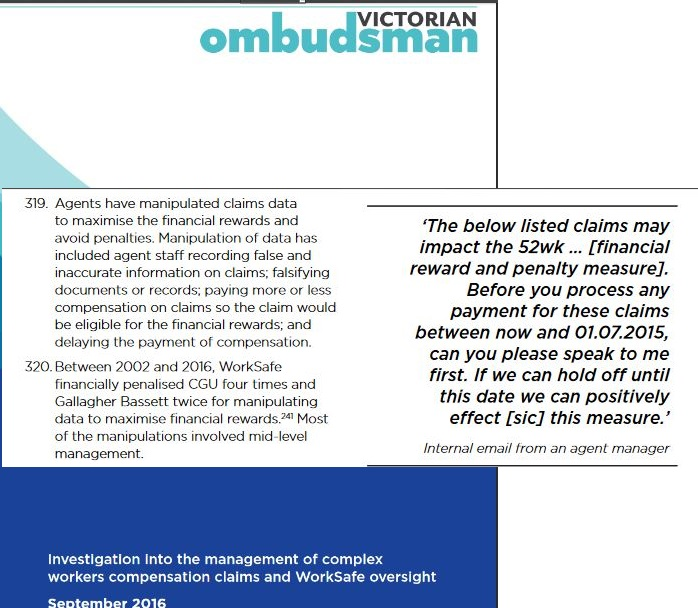 VICTORIAN
ombudsman
319. Agents have manipulated claims data
to maximise the financial rewards and
avoid penalties. Manipulation of data has
included agent staff recording false and
inaccurate information on claims; falsifying
documents or records; paying more or less
compensation on claims so the claim would
be eligible for the financial rewards; and
delaying the payment of compensation.
320. Between 2002 and 2016, WorkSafe
financially penalised CGU four times and
Gallagher Bassett twice for manipulating
data to maximise financial rewards.241 Most
of the manipulations involved mid-level
management.
‘The below listed claims may
impact the 52wk ... [financial
reward and penalty measure].
Before you process any
payment for these claims
between now and 01.07.2015,
can you please speak to me
first. If we can hold off until
this date we can positively
effect [sic] this measure.’
Internal email from an agent manager
Investigation into the management of complex
workers compensation claims and WorkSafe oversight
September 2016